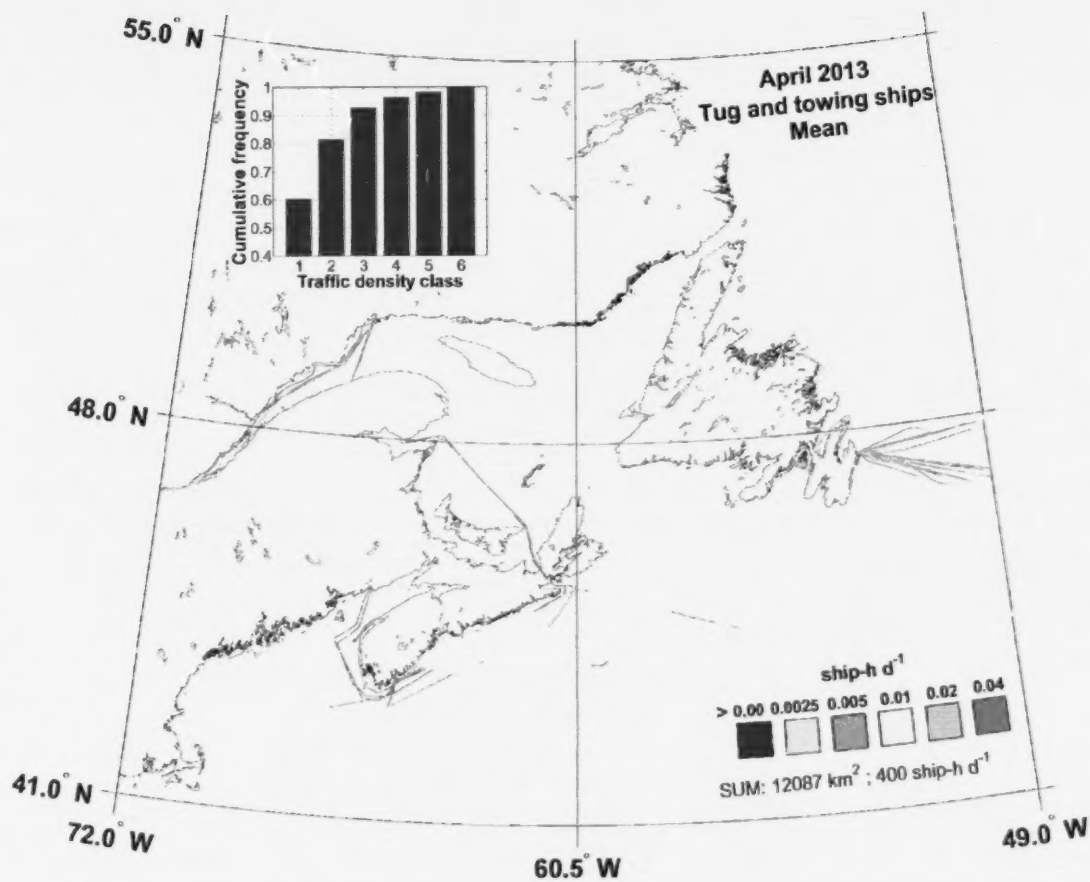 55.0° N
April 2013
Tug and towing ships
Mean
Cumulative frequency
1
0.9
0.8
0.7
0.6
0.5
0.4
1 2 3 4 5 6
Traffic density class
48.0° N
ship-h d⁻¹
> 0.00 0.0025 0.005 0.01 0.02 0.04
SUM: 12087 km² ; 400 ship-h d⁻¹
41.0° N
72.0° W
60.5° W
49.0° W